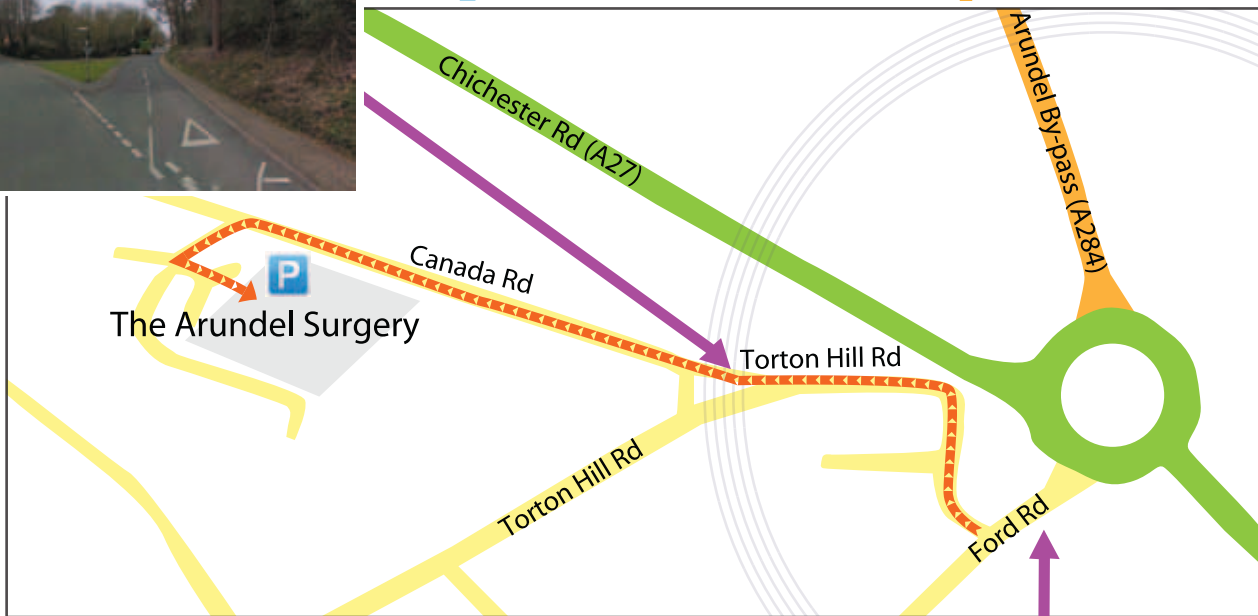 Arundel By-pass (A284)
Chichester Rd (A27)
Canada Rd
P
The Arundel Surgery
Torton Hill Rd
Torton Hill Rd
Ford Rd